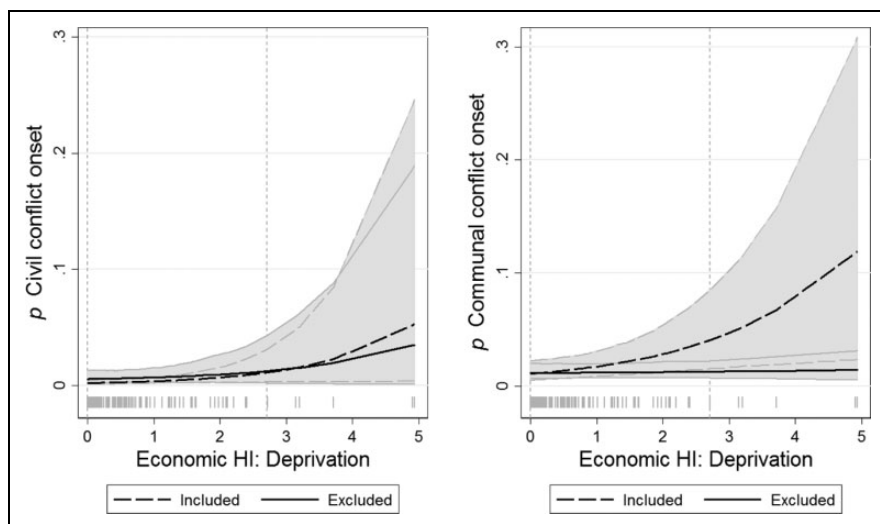 p Civil conflict onset
.3
.2
.1
0
0 1 2 3 4 5
Economic HI: Deprivation
Included Excluded
p Communal conflict onset
.3
.2
.1
0
0 1 2 3 4 5
Economic HI: Deprivation
Included Excluded